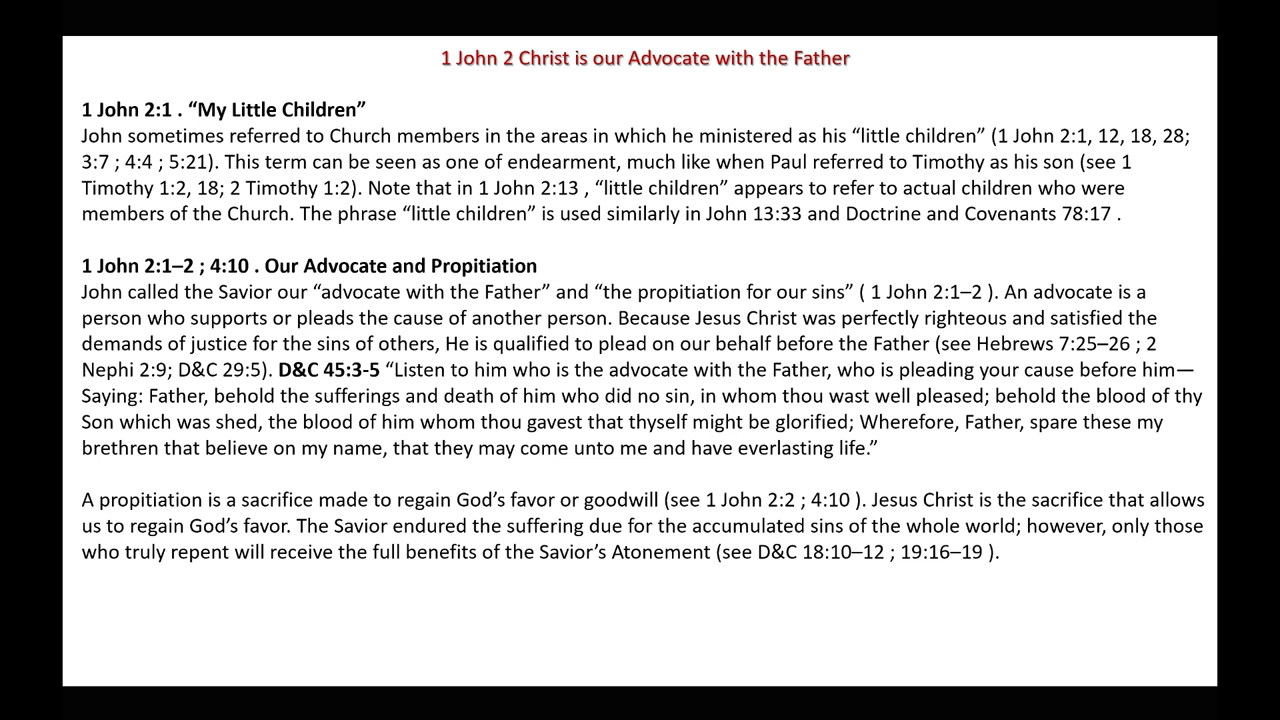 1 John 2 Christ is our Advocate with the Father
1 John 2:1 . “My Little Children”
John sometimes referred to Church members in the areas in which he ministered as his “little children” (1 John 2:1, 12, 18, 28;
3:7 ; 4:4 ; 5:21). This term can be seen as one of endearment, much like when Paul referred to Timothy as his son (see 1
Timothy 1:2, 18; 2 Timothy 1:2). Note that in 1 John 2:13 , “little children” appears to refer to actual children who were
members of the Church. The phrase “little children” is used similarly in John 13:33 and Doctrine and Covenants 78:17 .
1 John 2:1–2 ; 4:10 . Our Advocate and Propitiation
John called the Savior our “advocate with the Father” and “the propitiation for our sins” ( 1 John 2:1–2 ). An advocate is a
person who supports or pleads the cause of another person. Because Jesus Christ was perfectly righteous and satisfied the
demands of justice for the sins of others, He is qualified to plead on our behalf before the Father (see Hebrews 7:25–26 ; 2
Nephi 2:9; D&C 29:5). D&C 45:3-5 “Listen to him who is the advocate with the Father, who is pleading your cause before him—
Saying: Father, behold the sufferings and death of him who did no sin, in whom thou wast well pleased; behold the blood of thy
Son which was shed, the blood of him whom thou gavest that thyself might be glorified; Wherefore, Father, spare these my
brethren that believe on my name, that they may come unto me and have everlasting life.”
A propitiation is a sacrifice made to regain God’s favor or goodwill (see 1 John 2:2 ; 4:10 ). Jesus Christ is the sacrifice that allows
us to regain God’s favor. The Savior endured the suffering due for the accumulated sins of the whole world; however, only those
who truly repent will receive the full benefits of the Savior’s Atonement (see D&C 18:10–12 ; 19:16–19 ).